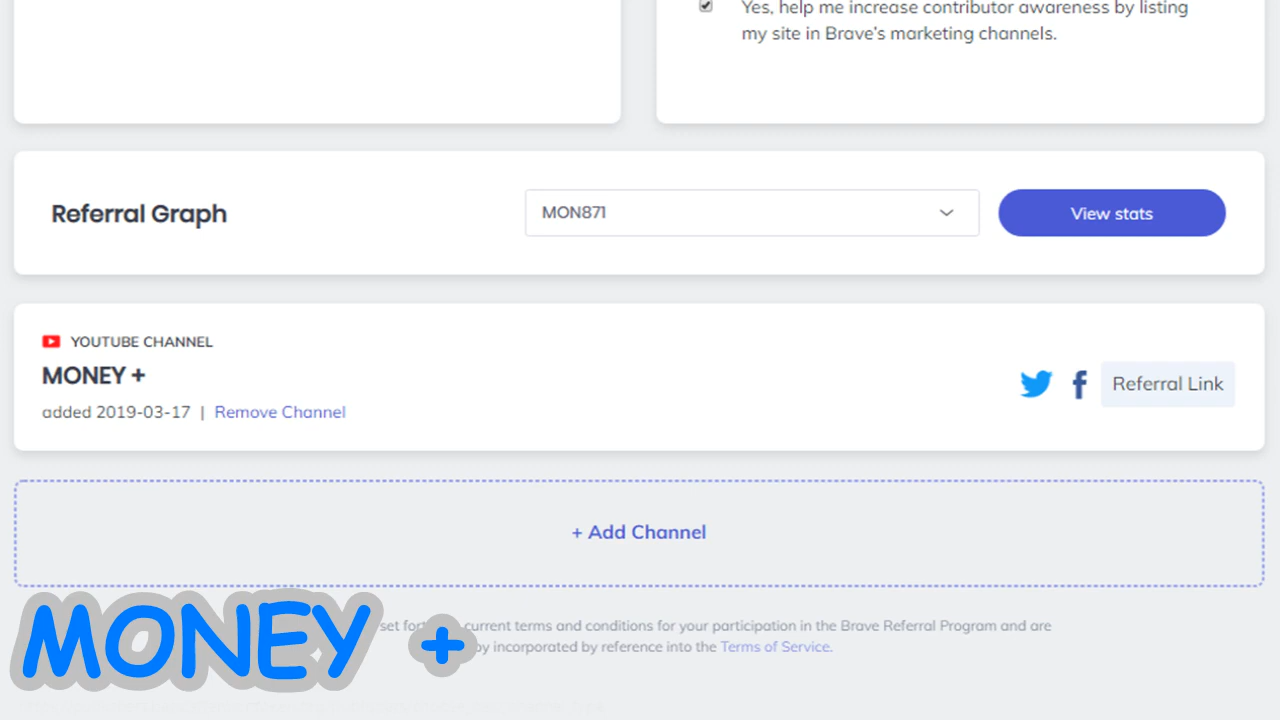 Yes, help me increase contributor awareness by listing
my site in Brave's marketing channels.
Referral Graph
MON871
View stats
YOUTUBE CHANNEL
MONEY +
added 2019-03-17 | Remove Channel
Referral Link
+ Add Channel
current terms and conditions for your participation in the Brave Referral Program and are
incorporated by reference into the Terms of Service.
MONEY +